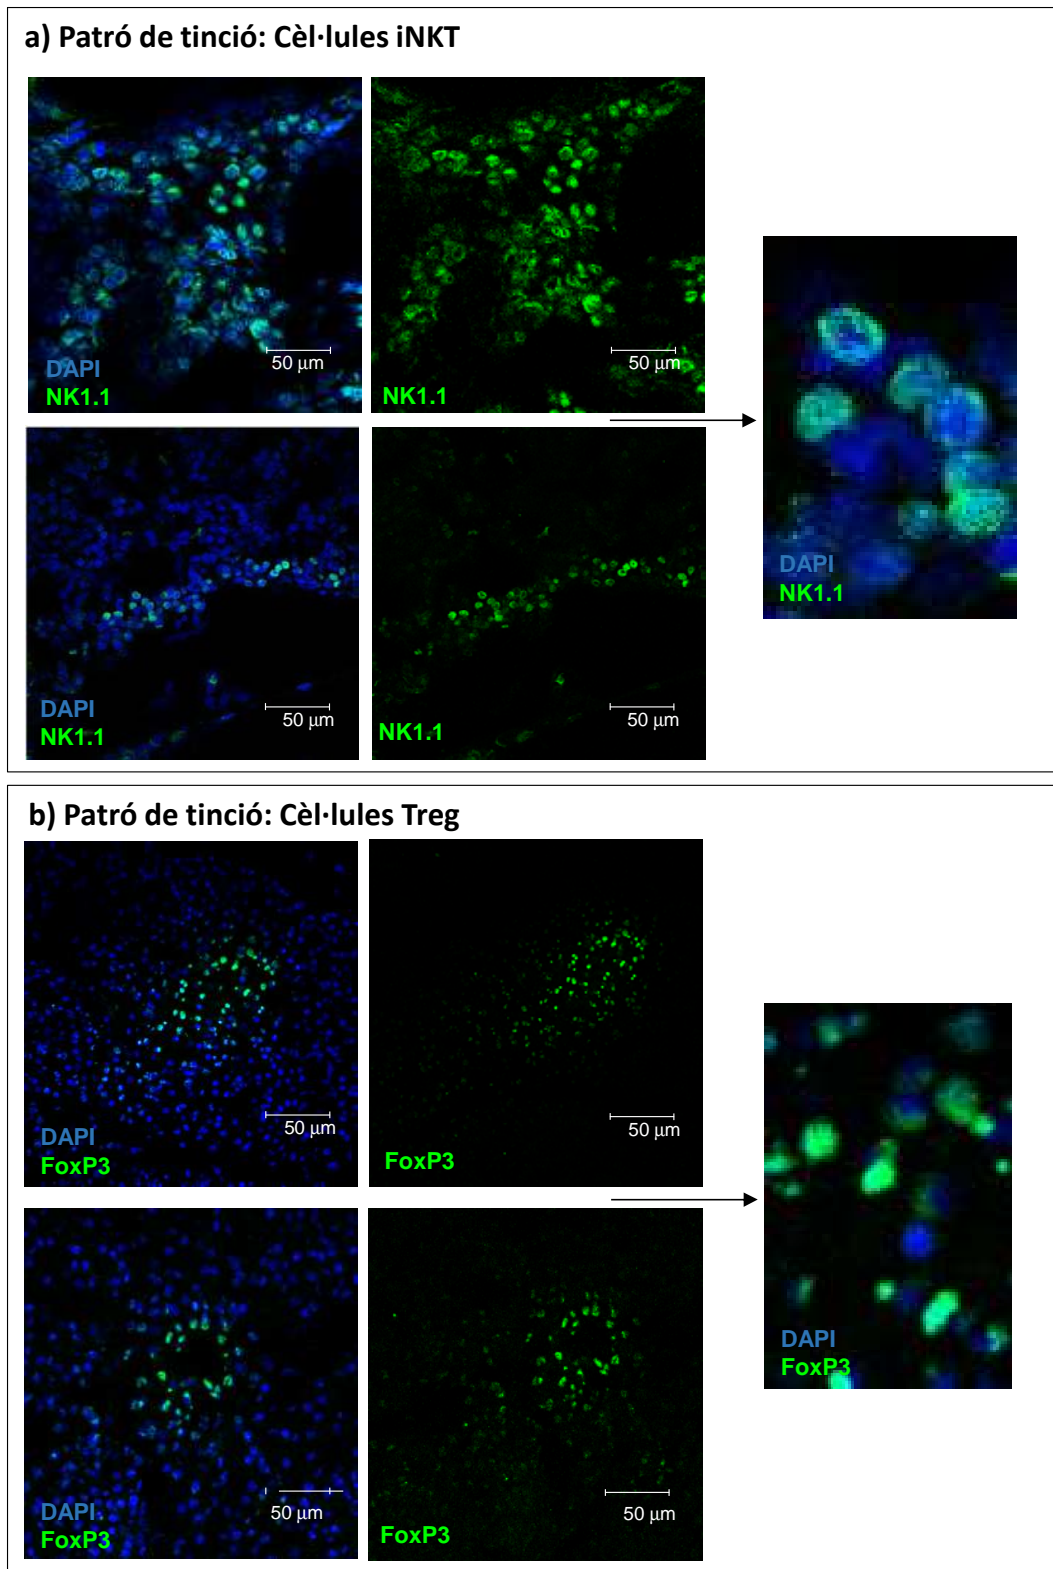 a) Patró de tinció: Cèl·lules iNKT
DAPI
NK1.1
50 µm
NK1.1
50 µm
DAPI
NK1.1
DAPI
NK1.1
50 µm
NK1.1
50 µm
b) Patró de tinció: Cèl·lules Treg
DAPI
FoxP3
50 µm
FoxP3
50 µm
DAPI
FoxP3
DAPI
FoxP3
50 µm
FoxP3
50 µm